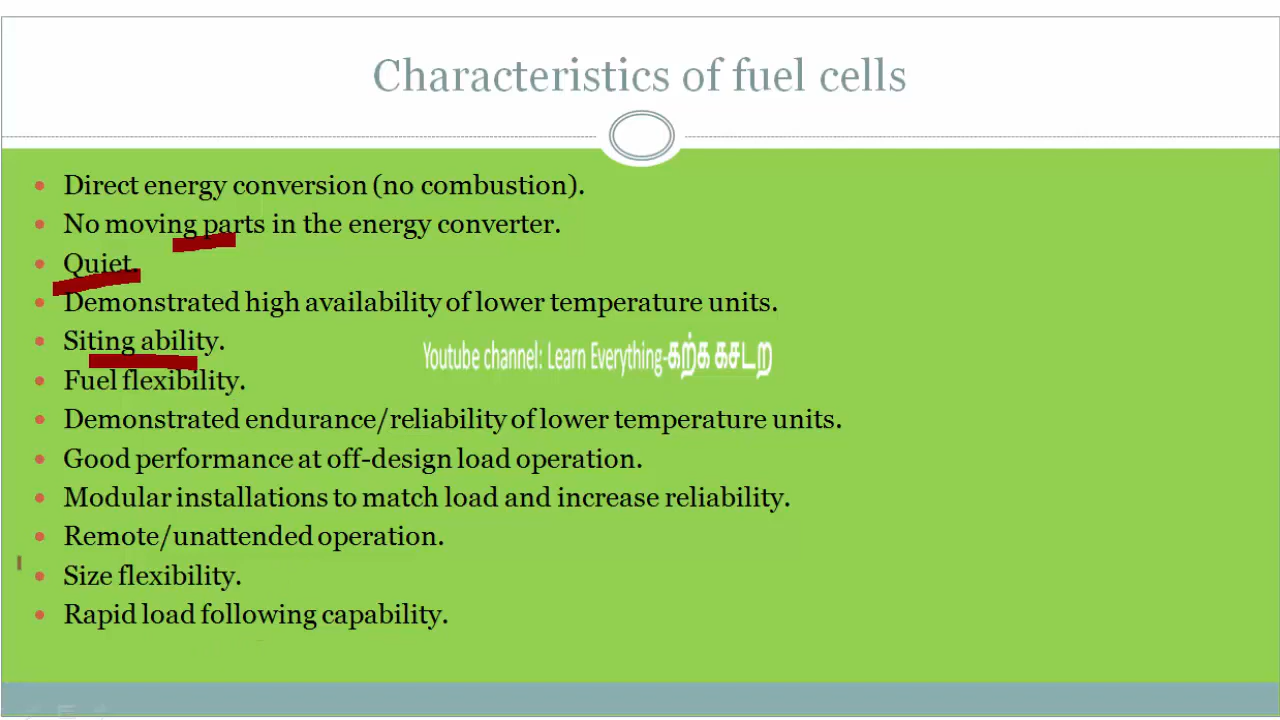 Characteristics of fuel cells
Direct energy conversion (no combustion).
No moving parts in the energy converter.
Quiet.
Demonstrated high availability of lower temperature units.
Siting ability.
Youtube channel: Learn Everything-கற்க கசடற
Fuel flexibility.
Demonstrated endurance/reliability of lower temperature units.
Good performance at off-design load operation.
Modular installations to match load and increase reliability.
Remote/unattended operation.
Size flexibility.
Rapid load following capability.